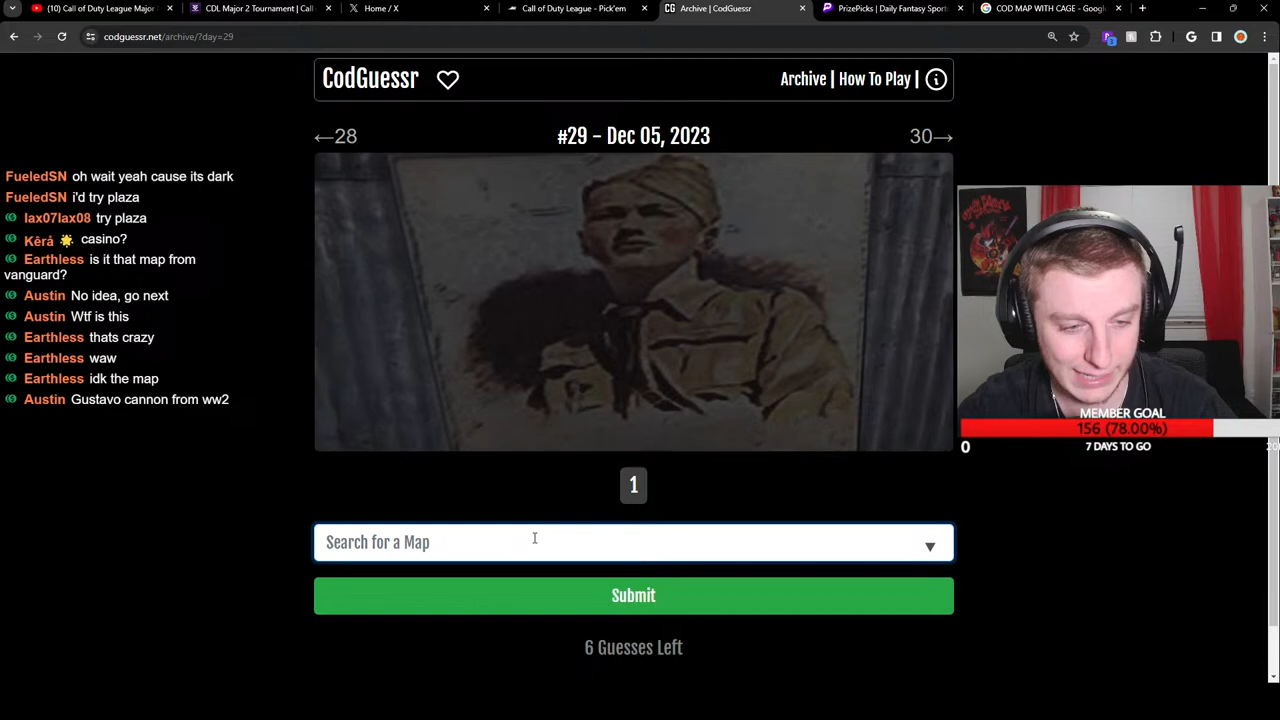 (10) Call of Duty League Major
CDL Major 2 Tournament | Call
Home / X
Call of Duty League - Pick'em
CG Archive | CodGuessr
PrizePicks | Daily Fantasy Sports
COD MAP WITH CAGE - Google
codguessr.net/archive/?day=29
CodGuessr
Archive | How To Play |
←28
#29 - Dec 05, 2023
30→
FueledSN oh wait yeah cause its dark
FueledSN i'd try plaza
lax07lax08 try plaza
Kêrå casino?
Earthless is it that map from
vanguard?
Austin No idea, go next
Austin Wtf is this
Earthless thats crazy
Earthless waw
Earthless idk the map
Austin Gustavo cannon from ww2
MEMBER GOAL
156 (78.00%)
0
7 DAYS TO GO
1
Search for a Map
Submit
6 Guesses Left